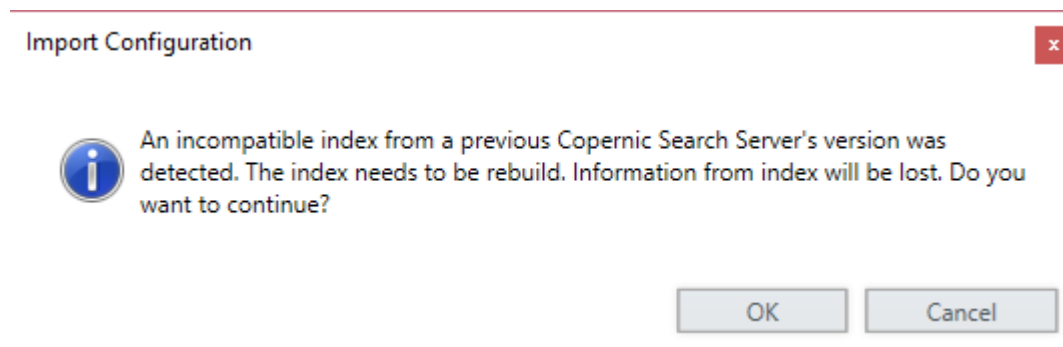 Import Configuration
x
An incompatible index from a previous Copernic Search Server's version was
detected. The index needs to be rebuild. Information from index will be lost. Do you
want to continue?
OK
Cancel